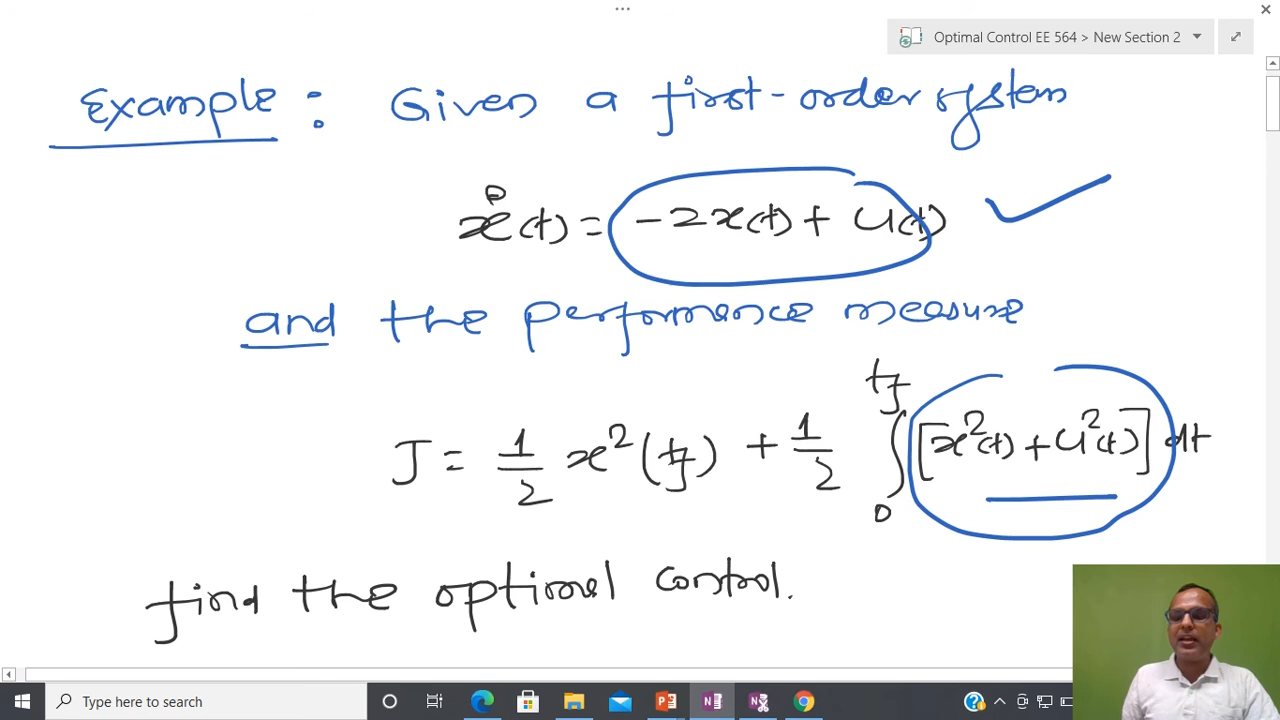 Optimal Control EE 564 > New Section 2
Example: Given a first-order system
ẋ(t) = -2x(t) + u(t)
and the performance measure
J = 1/2 x²(tf) + 1/2 ∫₀^tf [x²(t) + u²(t)] dt
find the optimal control.
Type here to search